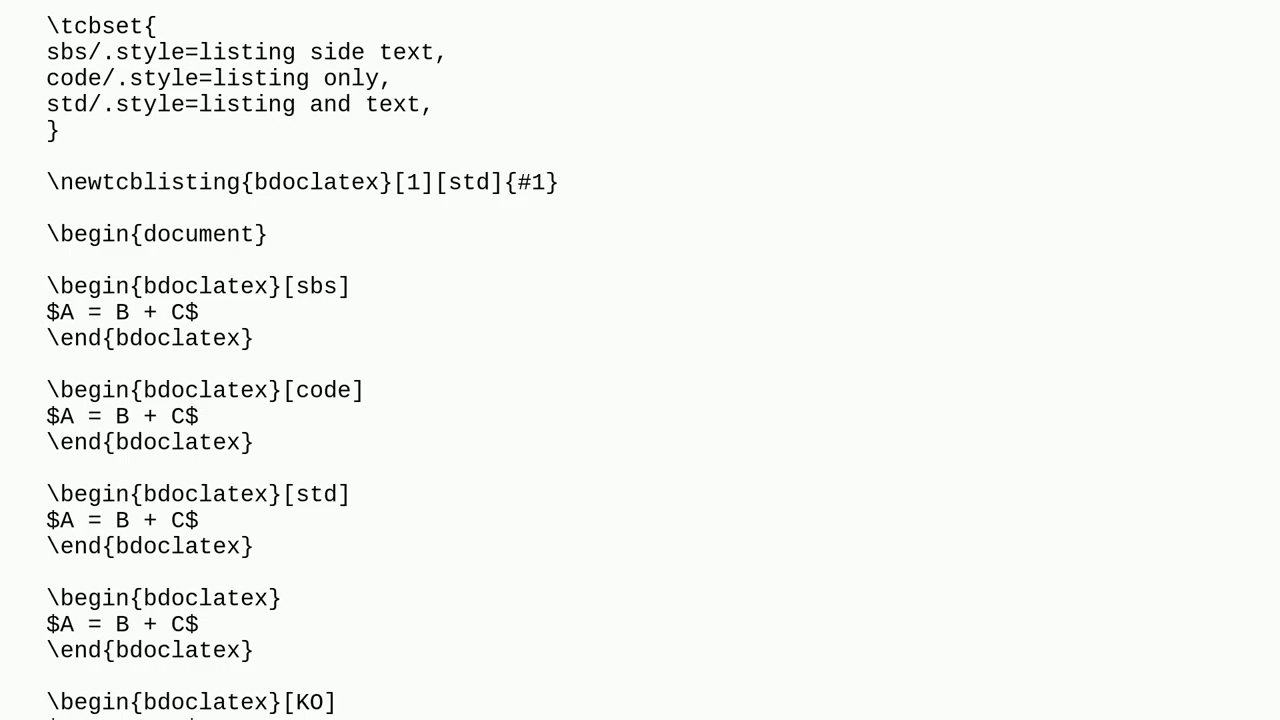 \tcbset{
sbs/.style=listing side text,
code/.style=listing only,
std/.style=listing and text,
}
\newtcblisting{bdoclatex}[1][std]{#1}
\begin{document}
\begin{bdoclatex}[sbs]
$A = B + C$
\end{bdoclatex}
\begin{bdoclatex}[code]
$A = B + C$
\end{bdoclatex}
\begin{bdoclatex}[std]
$A = B + C$
\end{bdoclatex}
\begin{bdoclatex}
$A = B + C$
\end{bdoclatex}
\begin{bdoclatex}[KO]